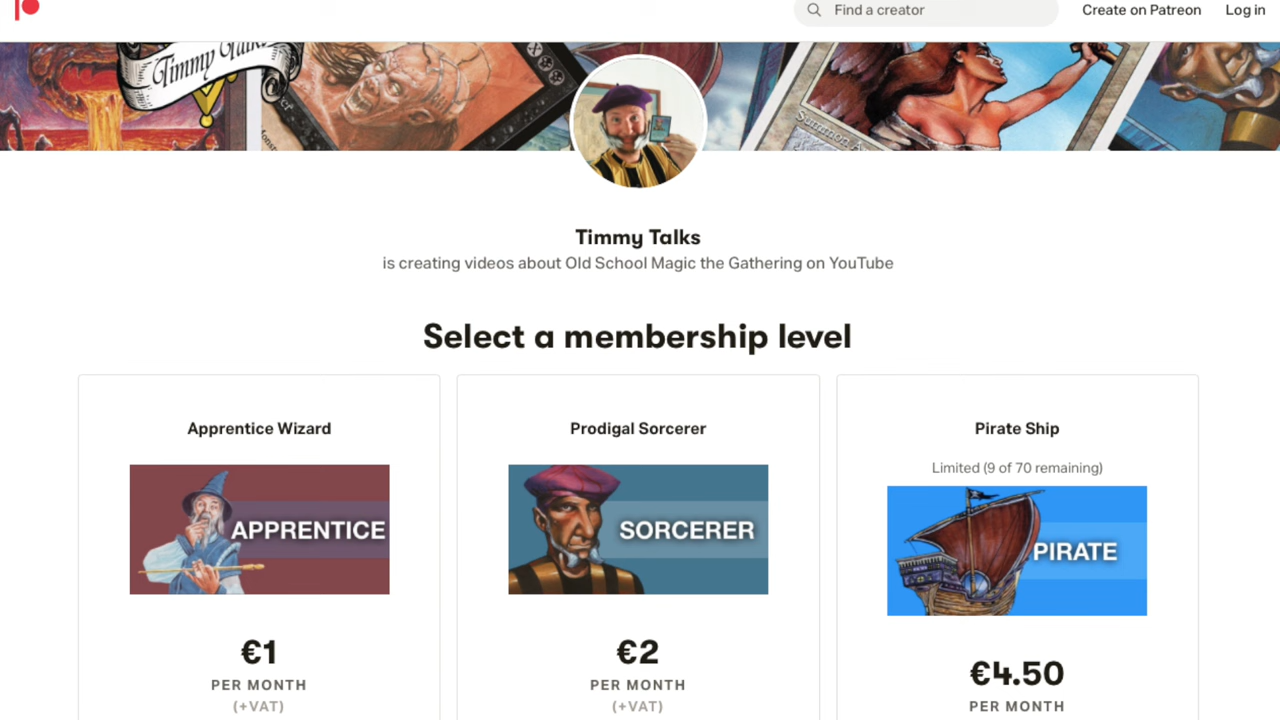 Find a creator
Create on Patreon
Log in
Timmy Talks
Summon A
Timmy Talks
is creating videos about Old School Magic the Gathering on YouTube
Select a membership level
Apprentice Wizard
Prodigal Sorcerer
Pirate Ship
Limited (9 of 70 remaining)
APPRENTICE
SORCERER
PIRATE
€1
€2
€4.50
PER MONTH
PER MONTH
PER MONTH
(+VAT)
(+VAT)